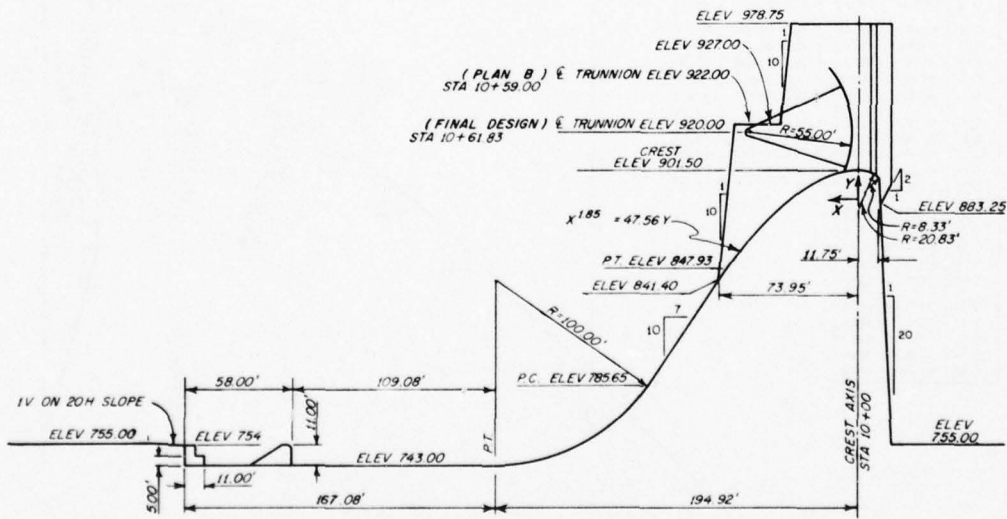 ELEV 978.75
ELEV 927.00
1
10
(PLAN B) ℄ TRUNNION ELEV 922.00
STA 10+59.00
(FINAL DESIGN) ℄ TRUNNION ELEV 920.00
STA 10+61.83
R=55.00'
CREST
ELEV 901.50
Y
X
2
1
ELEV 883.25
R=8.33'
R=20.83'
1
10
X^1.85 = 47.56 Y
11.75'
P.T. ELEV 847.93
ELEV 841.40
73.95'
R=100.00'
7
10
1
20
P.C. ELEV 785.65
58.00'
109.08'
1V ON 20H SLOPE
ELEV 755.00
ELEV 754
11.00'
P.T.
ELEV 743.00
CREST AXIS
STA 10+00
ELEV
755.00
5.00'
11.00'
167.08'
194.92'